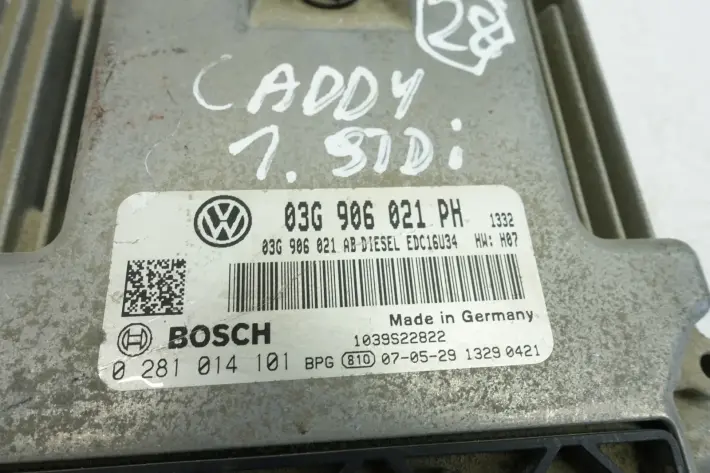 28
CADDY
1.9TDi
VW
03G 906 021 PH 1332
03G 906 021 AB DIESEL EDC16U34 HW: H07
Made in Germany
BOSCH 1039S22822
0 281 014 101 BPG 810 07-05-29 1329 0421